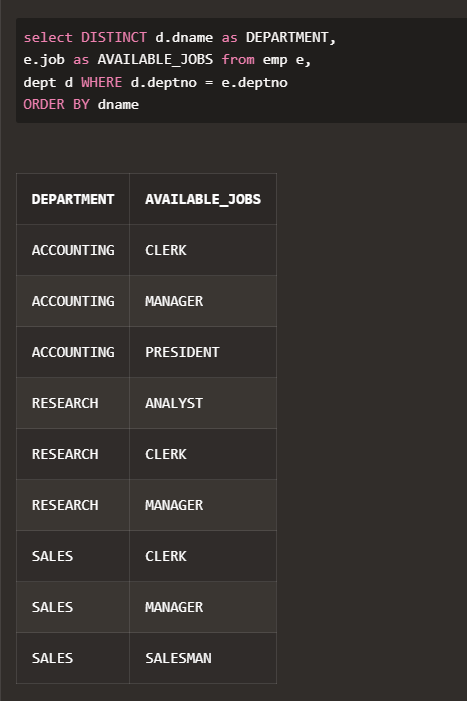 select DISTINCT d.dname as DEPARTMENT,
e.job as AVAILABLE_JOBS from emp e,
dept d WHERE d.deptno = e.deptno
ORDER BY dname
DEPARTMENT AVAILABLE_JOBS
ACCOUNTING CLERK
ACCOUNTING MANAGER
ACCOUNTING PRESIDENT
RESEARCH ANALYST
RESEARCH CLERK
RESEARCH MANAGER
SALES CLERK
SALES MANAGER
SALES SALESMAN